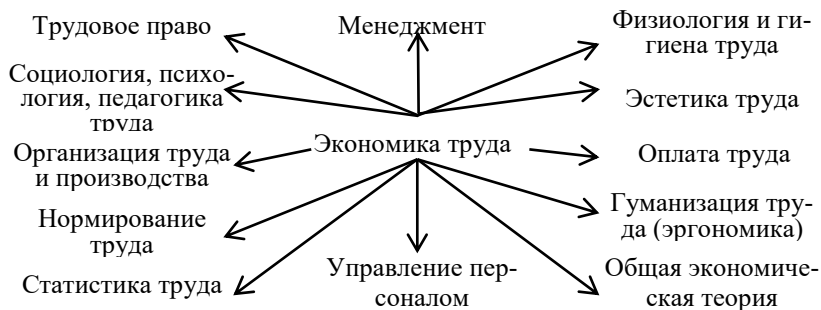 Трудовое право
Менеджмент
Физиология и ги-
гиена труда
Социология, психо-
логия, педагогика
труда
Эстетика труда
Организация труда
и производства
Экономика труда
Оплата труда
Нормирование
труда
Гуманизация тру-
да (эргономика)
Статистика труда
Управление пер-
соналом
Общая экономиче-
ская теория